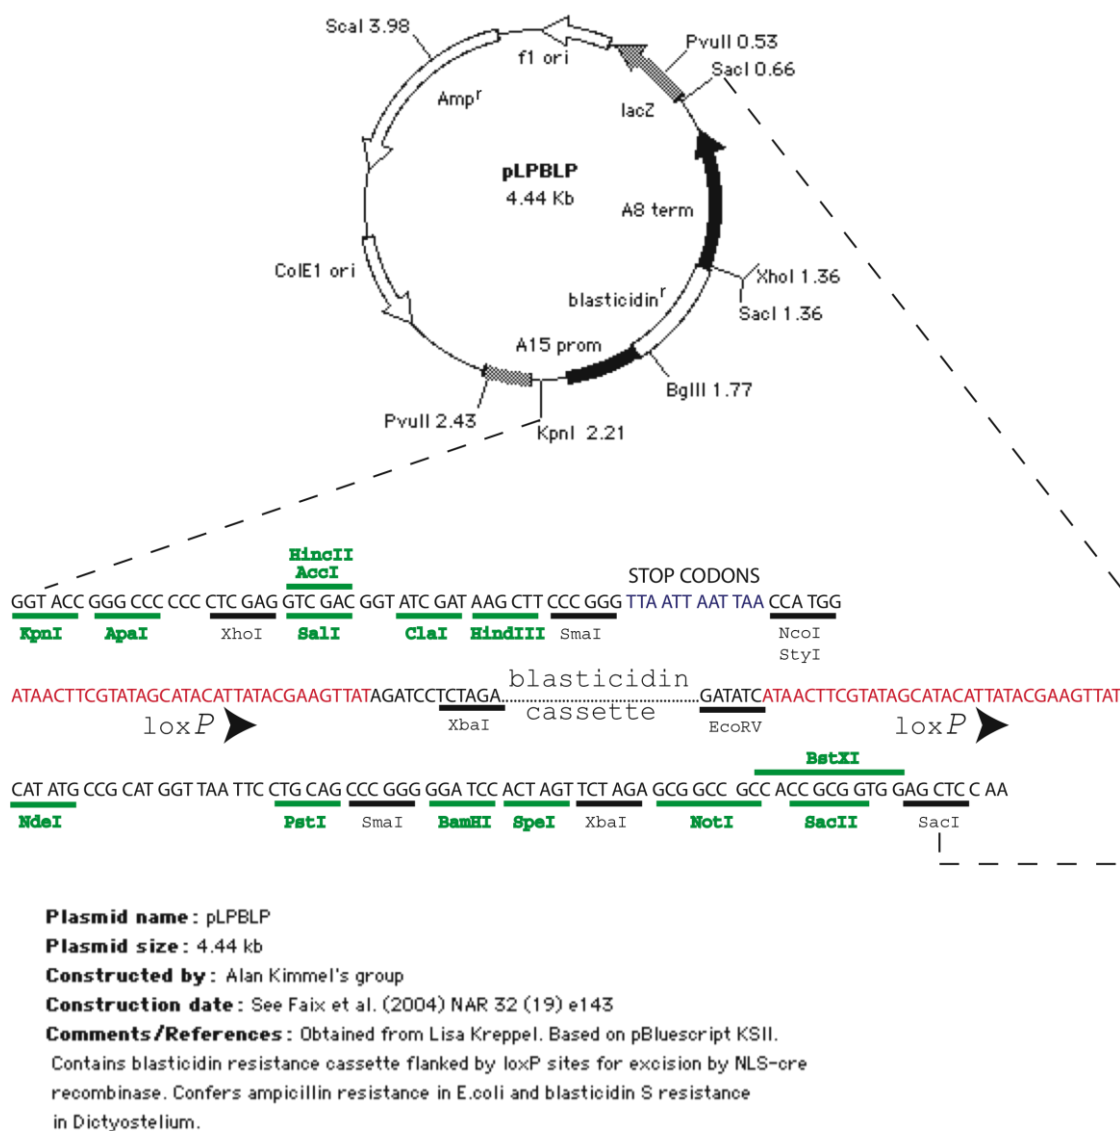 ScaI 3.98
PvuII 0.53
SacI 0.66
f1 ori
Ampʳ
lacZ
pLPBLP
4.44 Kb
A8 term
ColE1 ori
XhoI 1.36
blasticidinʳ
SacI 1.36
A15 prom
BglII 1.77
PvuII 2.43
KpnI 2.21
HincII
AccI
STOP CODONS
GGT ACC GGG CCC CCC CTC GAG GTC GAC GGT ATC GAT AAG CTT CCC GGG TTA ATT AAT TAA CCA TGG
KpnI ApaI XhoI SalI ClaI HindIII SmaI NcoI
StyI
blasticidin
ATAACTTCGTATAGCATACATTATACGAAGTTATAGATCCTCTAGA GATATCATAACTTCGTATAGCATACATTATACGAAGTTAT
cassette
loxP XbaI EcoRV loxP
BstXI
CAT ATG CCG CAT GGT TAA TTC CTG CAG CCC GGG GGA TCC ACT AGT TCT AGA GCG GCC GCC ACC GCG GTG GAG CTC CAA
NdeI PstI SmaI BamHI SpeI XbaI NotI SacII SacI
Plasmid name : pLPBLP
Plasmid size : 4.44 kb
Constructed by : Alan Kimmel's group
Construction date : See Faix et al. (2004) NAR 32 (19) e143
Comments/References : Obtained from Lisa Kreppel. Based on pBluescript KSII.
Contains blasticidin resistance cassette flanked by loxP sites for excision by NLS-cre
recombinase. Confers ampicillin resistance in E.coli and blasticidin S resistance
in Dictyostelium.